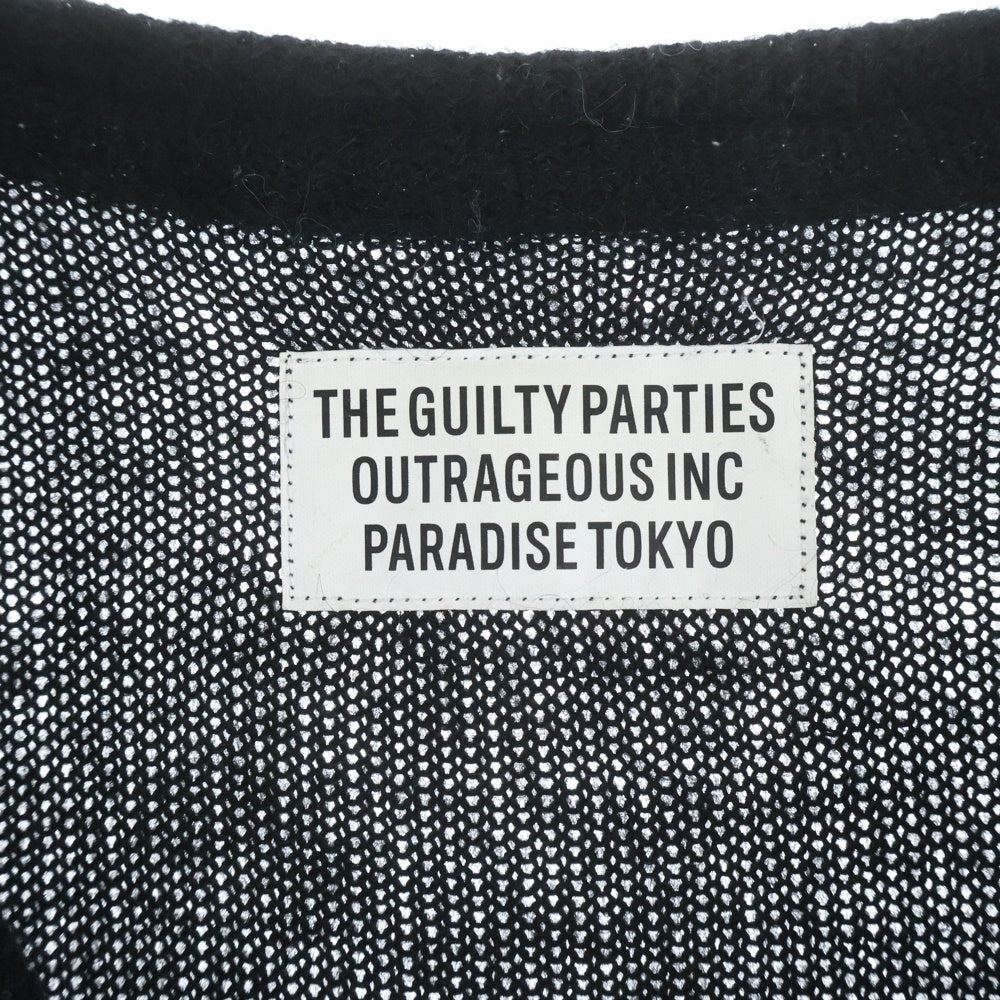 THE GUILTY PARTIES
OUTRAGEOUS INC
PARADISE TOKYO